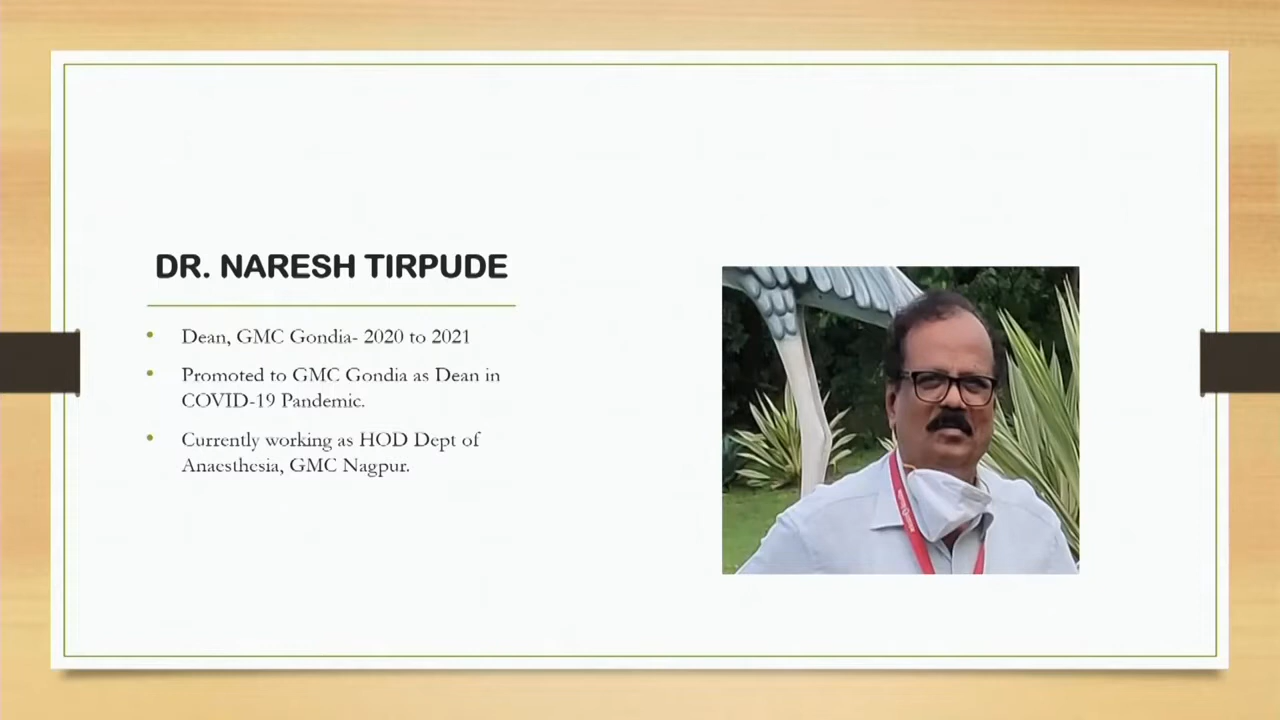 DR. NARESH TIRPUDE
• Dean, GMC Gondia- 2020 to 2021
• Promoted to GMC Gondia as Dean in
COVID-19 Pandemic.
• Currently working as HOD Dept of
Anaesthesia, GMC Nagpur.